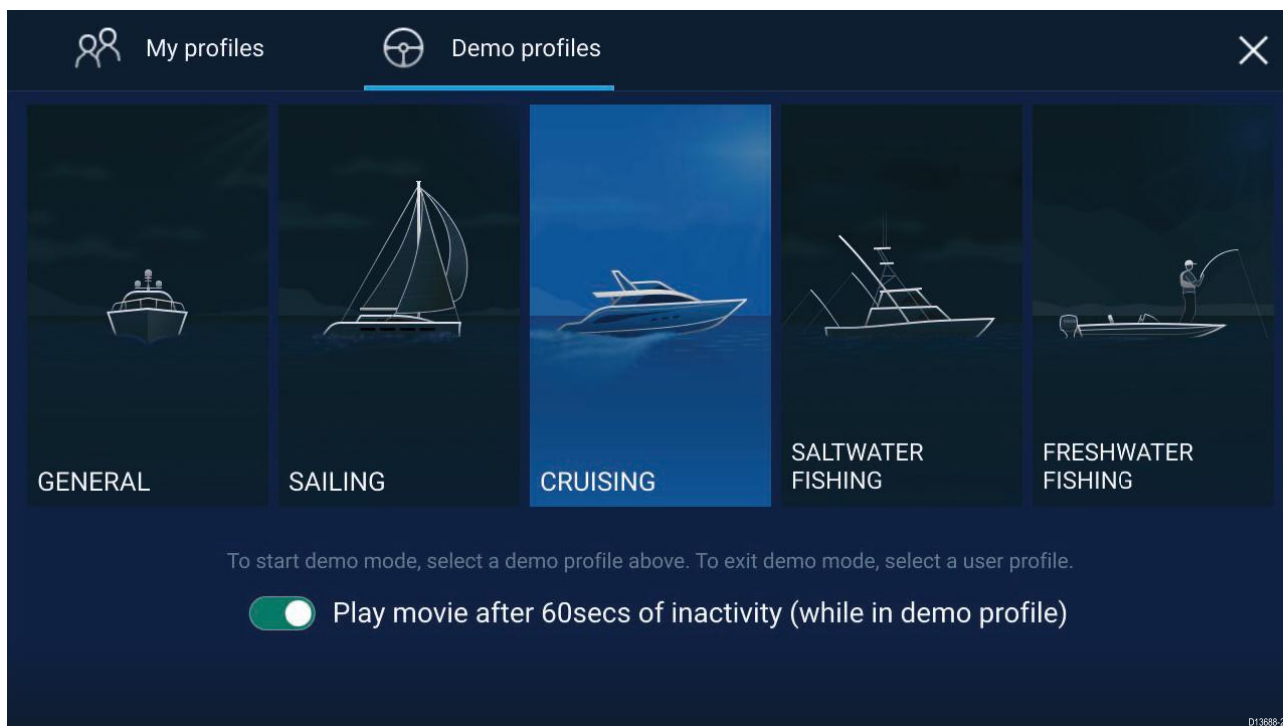 My profiles
Demo profiles
GENERAL
SAILING
CRUISING
SALTWATER
FISHING
FRESHWATER
FISHING
To start demo mode, select a demo profile above. To exit demo mode, select a user profile.
Play movie after 60secs of inactivity (while in demo profile)
D13688-2